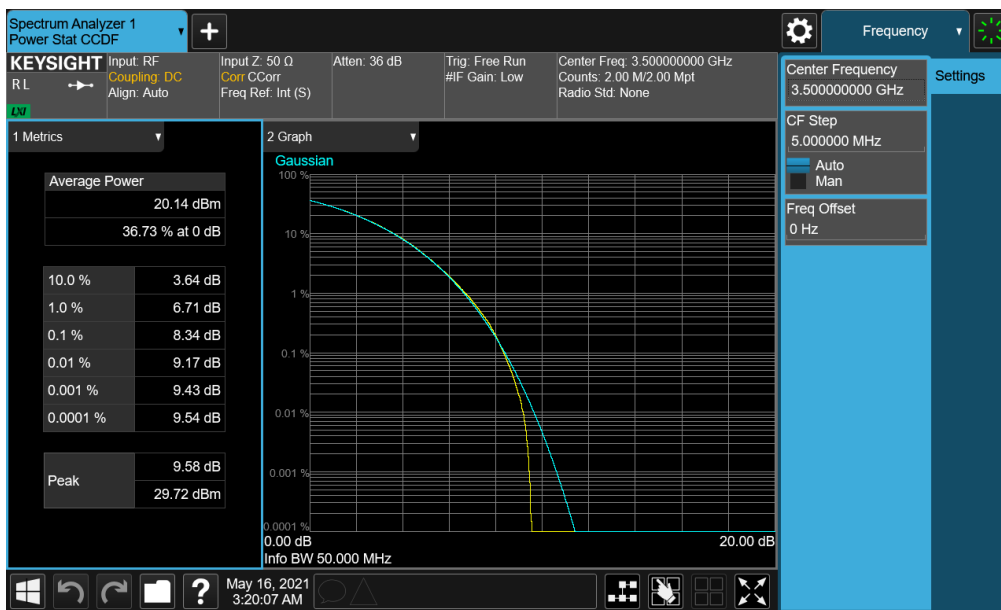 Spectrum Analyzer 1
Power Stat CCDF
+
Frequency
KEYSIGHT
R L
LXI
Input: RF
Coupling: DC
Align: Auto
Input Z: 50 Ω
Corr CCorr
Freq Ref: Int (S)
Atten: 36 dB
Trig: Free Run
#IF Gain: Low
Center Freq: 3.500000000 GHz
Counts: 2.00 M/2.00 Mpt
Radio Std: None
Center Frequency
3.500000000 GHz
Settings
CF Step
5.000000 MHz
Auto
Man
Freq Offset
0 Hz
1 Metrics
Average Power
20.14 dBm
36.73 % at 0 dB
10.0 % 3.64 dB
1.0 % 6.71 dB
0.1 % 8.34 dB
0.01 % 9.17 dB
0.001 % 9.43 dB
0.0001 % 9.54 dB
Peak
9.58 dB
29.72 dBm
2 Graph
Gaussian
100 %
10 %
1 %
0.1 %
0.01 %
0.001 %
0.0001 %
0.00 dB 20.00 dB
Info BW 50.000 MHz
?
May 16, 2021
3:20:07 AM